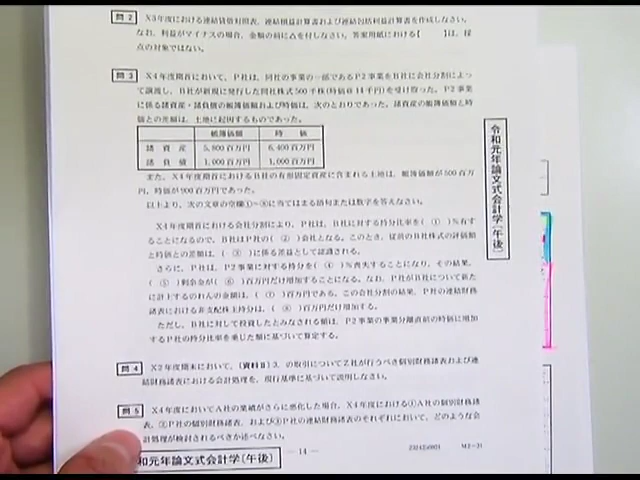 問2 X3年度における連結貸借対照表、連結損益計算書および連結包括利益計算書を作成しなさい。
なお、利益がマイナスの場合、金額の前に△を付しなさい。答案用紙における【 】は、採
点の対象ではない。
問3 X4年度期首において、P社は、同社の事業の一部であるP2事業をB社に会社分割によっ
て譲渡し、B社が新規に発行した同社株式500千株(時価@14千円)を受け取った。P2事業
に係る諸資産・諸負債の帳簿価額および時価は、次のとおりであった。諸資産の帳簿価額と時
価との差額は、土地に起因するものであった。
帳簿価額 時 価
諸 資 産 5,800百万円 6,400百万円
諸 負 債 1,000百万円 1,000百万円
また、X4年度期首におけるB社の有形固定資産に含まれる土地は、帳簿価額が500百万
円、時価が900百万円であった。
以上より、次の文章の空欄①~⑧に当てはまる語句または数字を答えなさい。
X4年度期首における会社分割により、P社は、B社に対する持分比率を( ① )%有す
ることになるので、B社はP社の( ② )会社となる。このとき、従前のB社株式の評価額
と時価との差額は、( ③ )に係る差益として認識される。
さらに、P社は、P2事業に対する持分を( ④ )%喪失することになり、その結果、
( ⑤ )剰余金が( ⑥ )百万円だけ増加することになる。なお、P社がB社について新た
に計上するのれんの金額は、( ⑦ )百万円である。この会社分割の結果、P社の連結財務
諸表における非支配株主持分は、( ⑧ )百万円だけ増加する。
ただし、B社に対して投資したとみなされる額は、P2事業の事業分離直前の時価に増加
するP社の持分比率を乗じた額に基づいて算定する。
問4 X2年度期末において、〔資料Ⅱ〕3.の取引についてZ社が行うべき個別財務諸表および連
結財務諸表における会計処理を、現行基準に基づいて説明しなさい。
問5 X4年度においてA社の業績がさらに悪化した場合、X4年度における①A社の個別財務諸
表、②P社の個別財務諸表、および③P社の連結財務諸表のそれぞれにおいて、どのような会
計処理が検討されるべきか述べなさい。
— 14 —
M2-31
和元年論文式会計学〔午後〕
令和元年論文式会計学〔午後〕